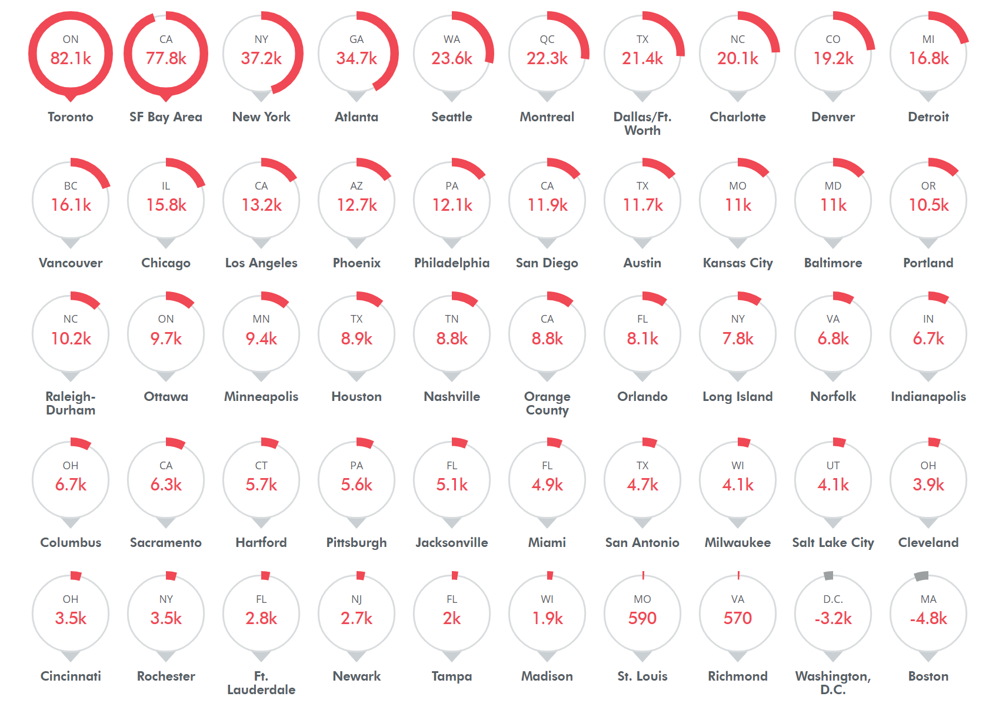 ON
82.1k
Toronto
CA
77.8k
SF Bay Area
NY
37.2k
New York
GA
34.7k
Atlanta
WA
23.6k
Seattle
QC
22.3k
Montreal
TX
21.4k
Dallas/Ft.
Worth
NC
20.1k
Charlotte
CO
19.2k
Denver
MI
16.8k
Detroit
BC
16.1k
Vancouver
IL
15.8k
Chicago
CA
13.2k
Los Angeles
AZ
12.7k
Phoenix
PA
12.1k
Philadelphia
CA
11.9k
San Diego
TX
11.7k
Austin
MO
11k
Kansas City
MD
11k
Baltimore
OR
10.5k
Portland
NC
10.2k
Raleigh-
Durham
ON
9.7k
Ottawa
MN
9.4k
Minneapolis
TX
8.9k
Houston
TN
8.8k
Nashville
CA
8.8k
Orange
County
FL
8.1k
Orlando
NY
7.8k
Long Island
VA
6.8k
Norfolk
IN
6.7k
Indianapolis
OH
6.7k
Columbus
CA
6.3k
Sacramento
CT
5.7k
Hartford
PA
5.6k
Pittsburgh
FL
5.1k
Jacksonville
FL
4.9k
Miami
TX
4.7k
San Antonio
WI
4.1k
Milwaukee
UT
4.1k
Salt Lake City
OH
3.9k
Cleveland
OH
3.5k
Cincinnati
NY
3.5k
Rochester
FL
2.8k
Ft.
Lauderdale
NJ
2.7k
Newark
FL
2k
Tampa
WI
1.9k
Madison
MO
590
St. Louis
VA
570
Richmond
D.C.
-3.2k
Washington,
D.C.
MA
-4.8k
Boston